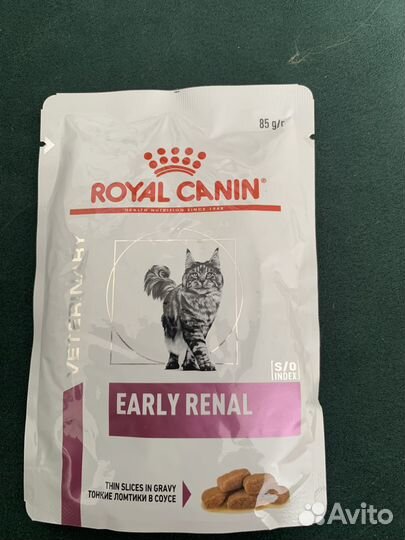 85 g/г
ROYAL CANIN
HEALTH NUTRITION SINCE 1968
VETERINARY
S/O
INDEX
EARLY RENAL
THIN SLICES IN GRAVY
ТОНКИЕ ЛОМТИКИ В СОУСЕ
Avito